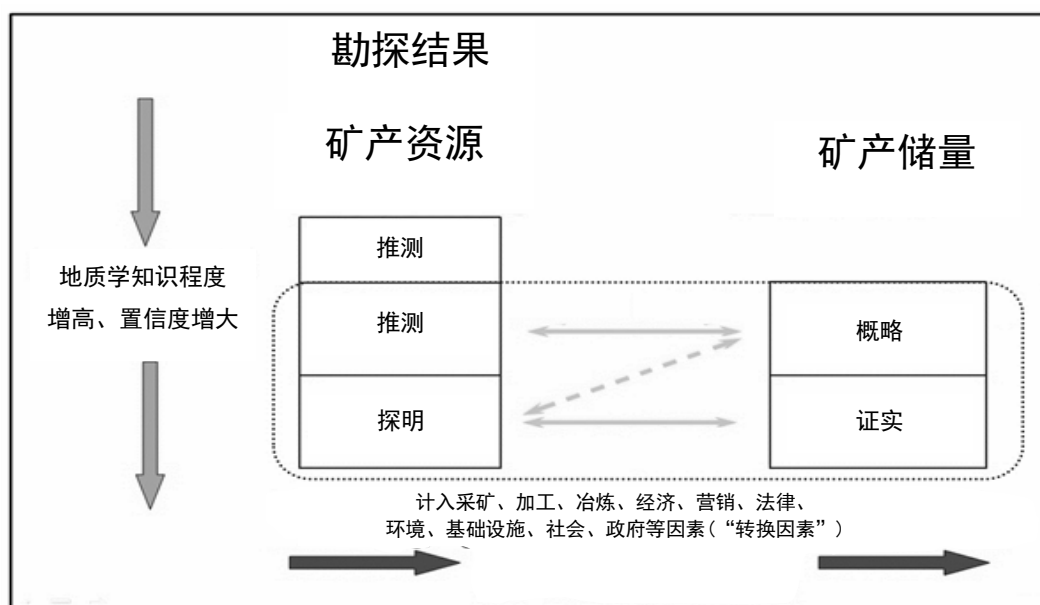 勘探结果
矿产资源
矿产储量
推测
地质学知识程度
增高、置信度增大
推测
概略
探明
证实
计入采矿、加工、冶炼、经济、营销、法律、
环境、基础设施、社会、政府等因素（“转换因素”）